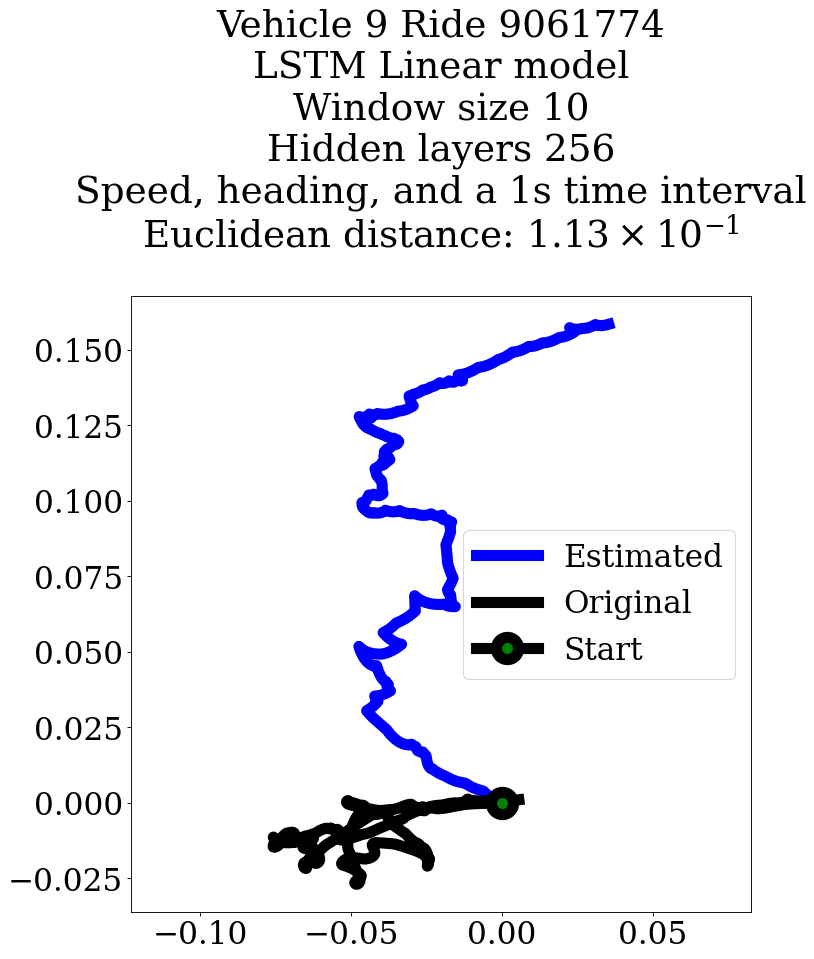 Vehicle 9 Ride 9061774
LSTM Linear model
Window size 10
Hidden layers 256
Speed, heading, and a 1s time interval
Euclidean distance: 1.13 × 10⁻¹
0.150
0.125
0.100
0.075
0.050
0.025
0.000
−0.025
Estimated
Original
Start
−0.10
−0.05
0.00
0.05